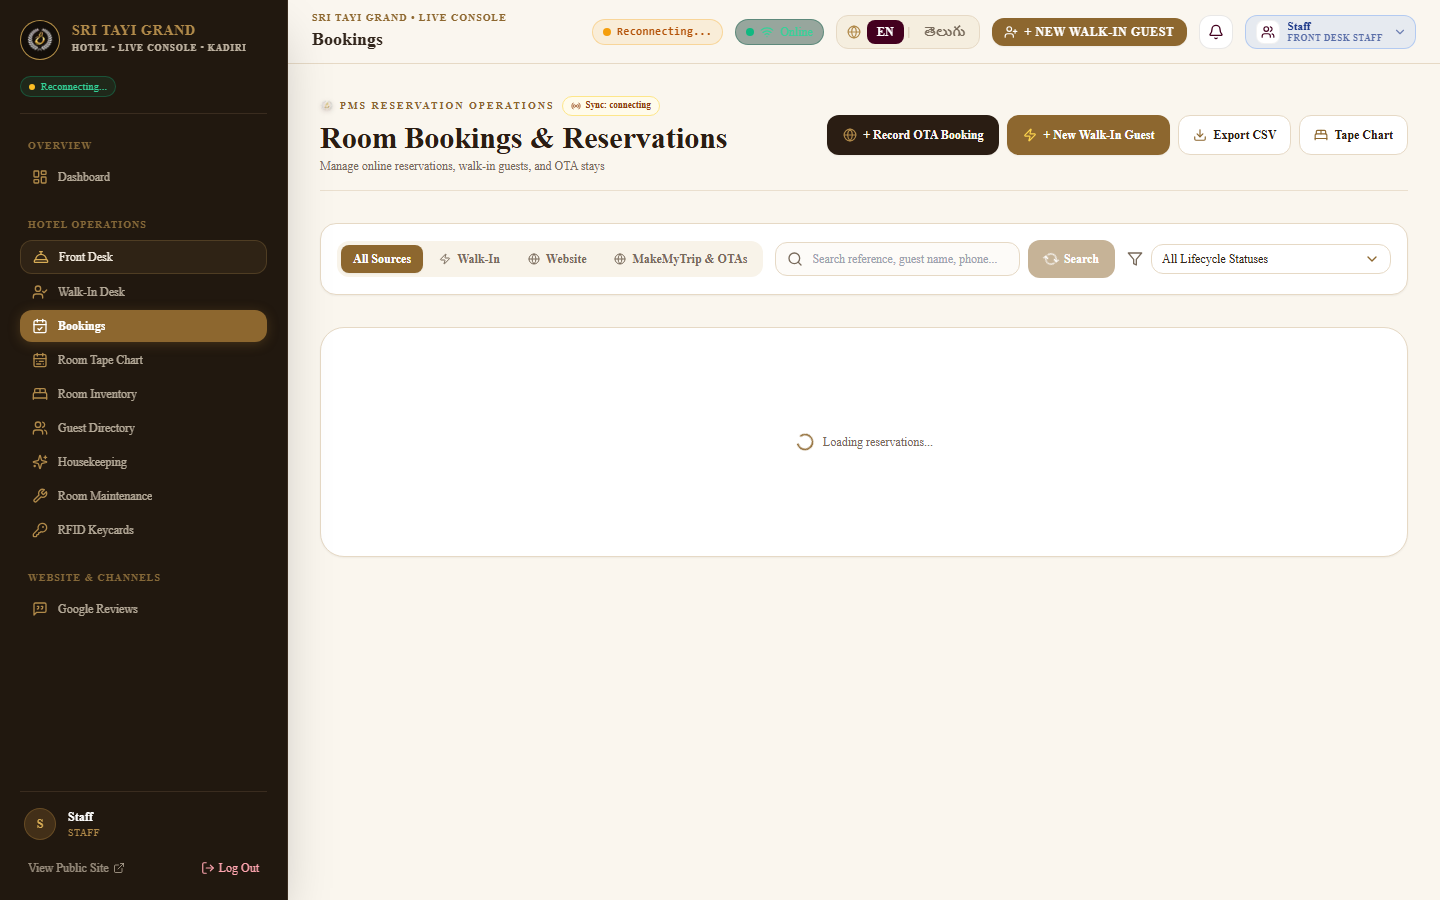 SRI TAYI GRAND
HOTEL • LIVE CONSOLE • KADIRI
Reconnecting...
OVERVIEW
Dashboard
HOTEL OPERATIONS
Front Desk
Walk-In Desk
Bookings
Room Tape Chart
Room Inventory
Guest Directory
Housekeeping
Room Maintenance
RFID Keycards
WEBSITE & CHANNELS
Google Reviews
S
Staff
STAFF
View Public Site
Log Out
SRI TAYI GRAND • LIVE CONSOLE
Bookings
Reconnecting...
EN
తెలుగు
+ NEW WALK-IN GUEST
Staff
FRONT DESK STAFF
PMS RESERVATION OPERATIONS
Sync: connecting
Room Bookings & Reservations
Manage online reservations, walk-in guests, and OTA stays
+ Record OTA Booking
+ New Walk-In Guest
Export CSV
Tape Chart
All Sources
Walk-In
Website
MakeMyTrip & OTAs
Search reference, guest name, phone...
Search
All Lifecycle Statuses
Loading reservations...